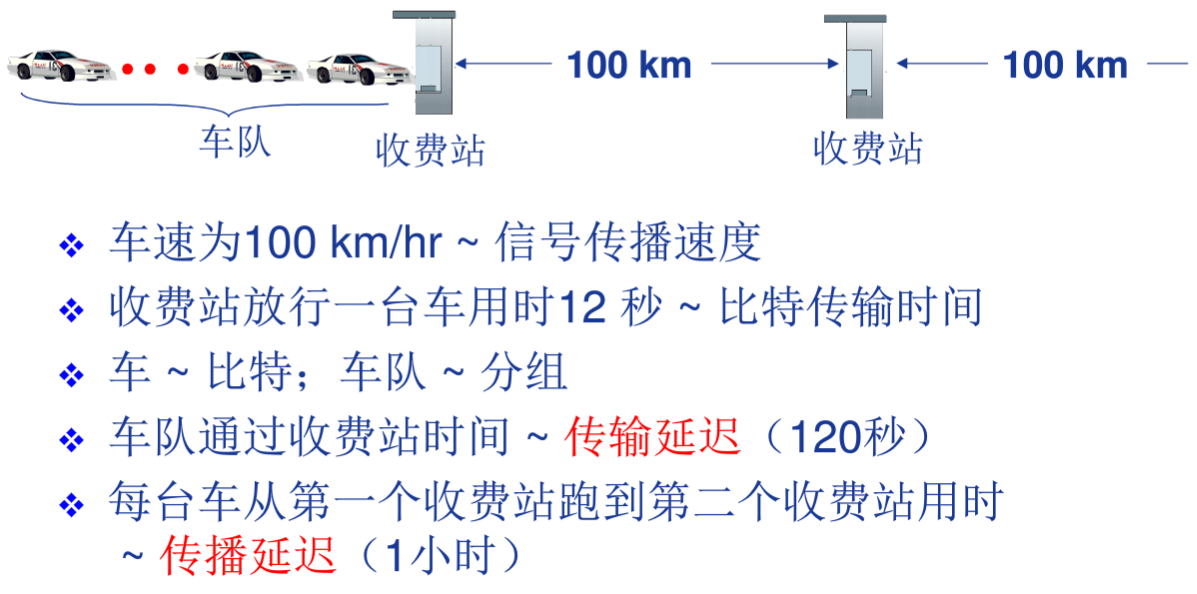 100 km
100 km
车队
收费站
收费站
车速为100 km/hr ~ 信号传播速度
收费站放行一台车用时12 秒 ~ 比特传输时间
车 ~ 比特；车队 ~ 分组
车队通过收费站时间 ~ 传输延迟（120秒）
每台车从第一个收费站跑到第二个收费站用时
~ 传播延迟（1小时）